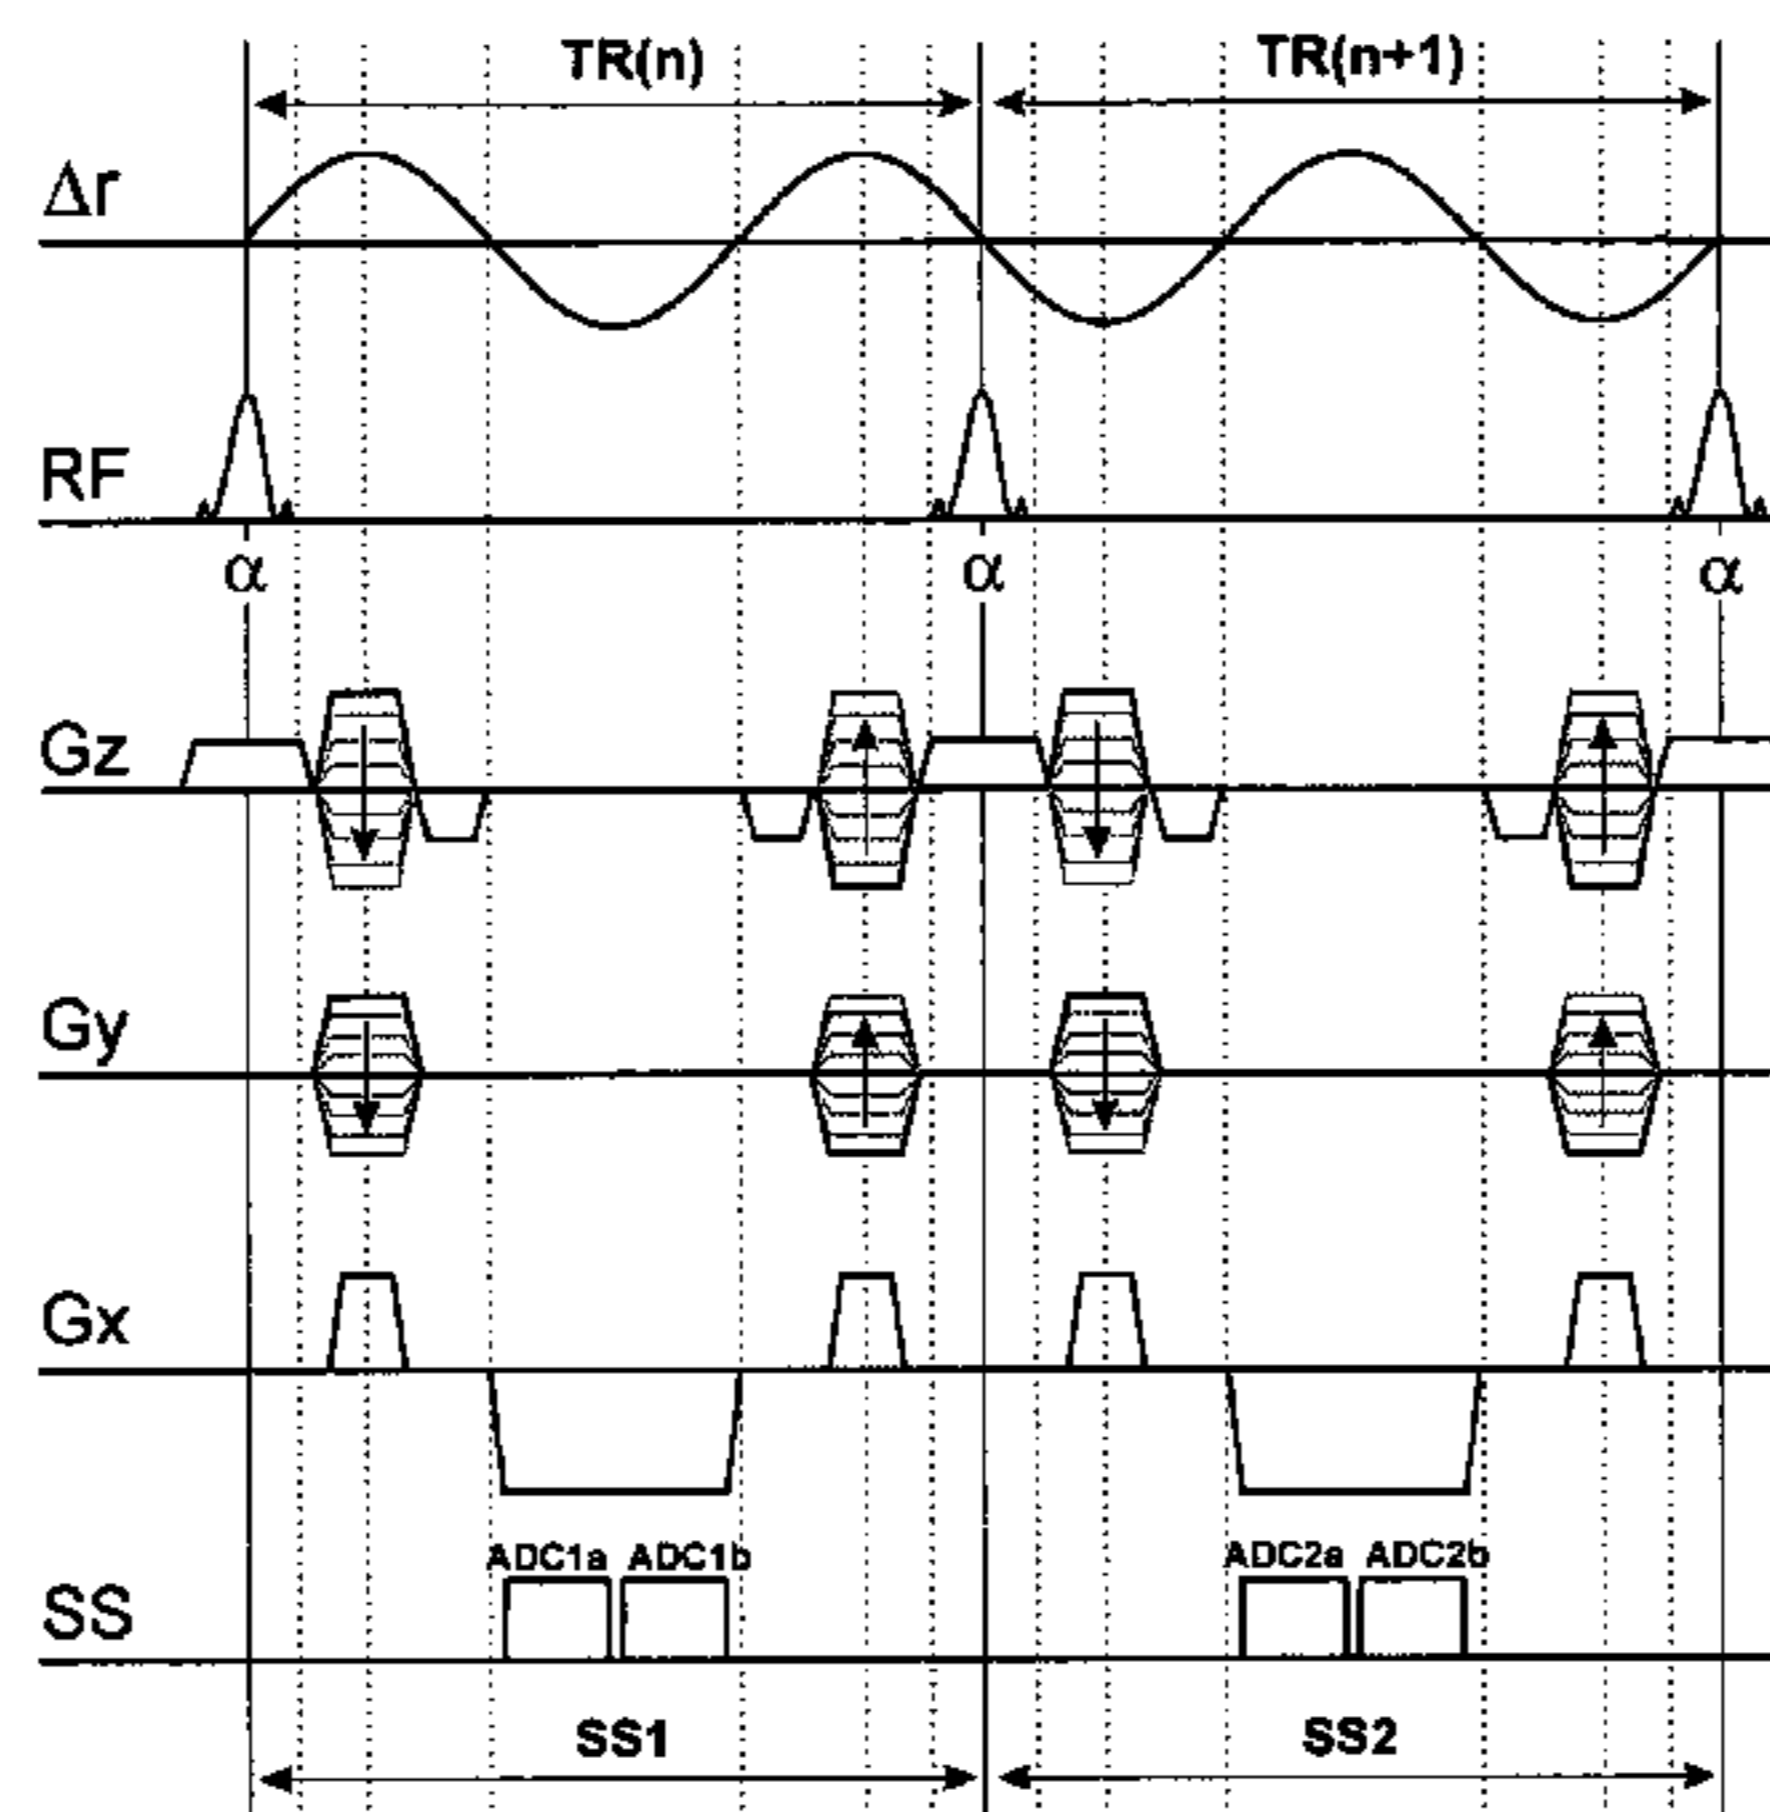 TR(n) TR(n+1)
Δr
RF
α α α
Gz
Gy
Gx
ADC1a ADC1b ADC2a ADC2b
SS
SS1 SS2